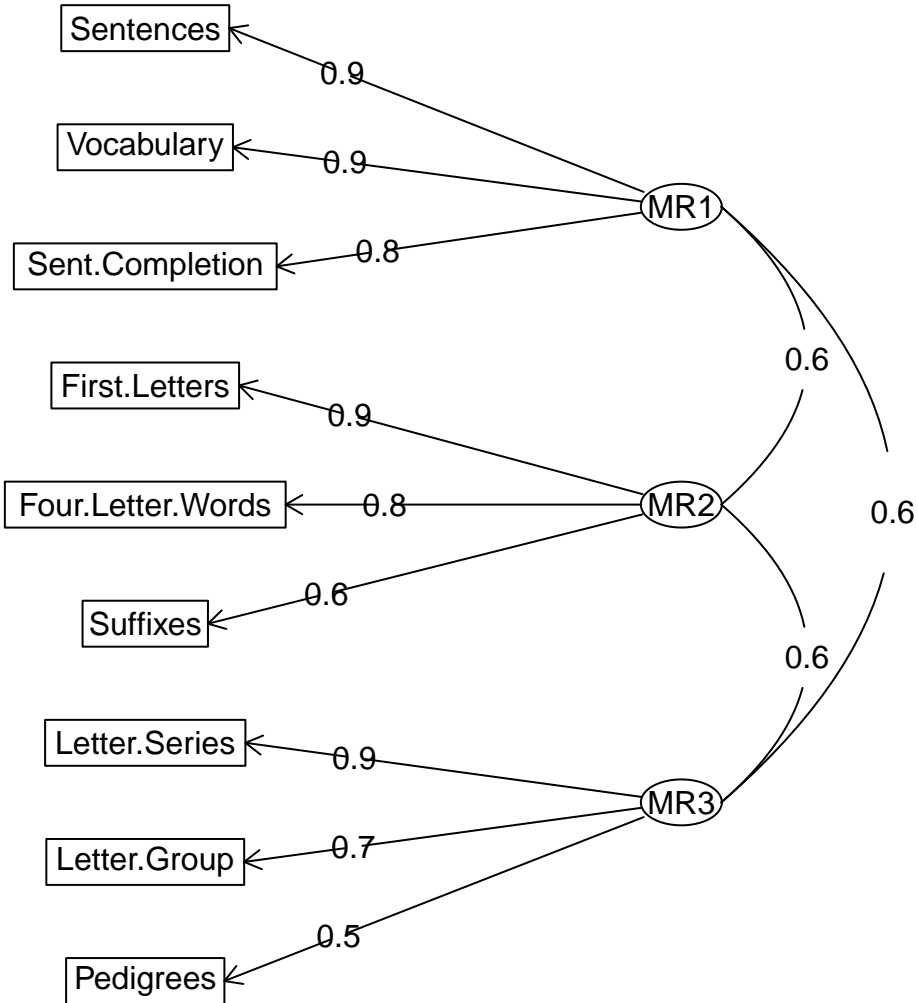 Sentences
0.9
Vocabulary
0.9
MR1
Sent.Completion
0.8
0.6
First.Letters
0.9
Four.Letter.Words
0.8
MR2
0.6
Suffixes
0.6
0.6
Letter.Series
0.9
MR3
Letter.Group
0.7
0.5
Pedigrees